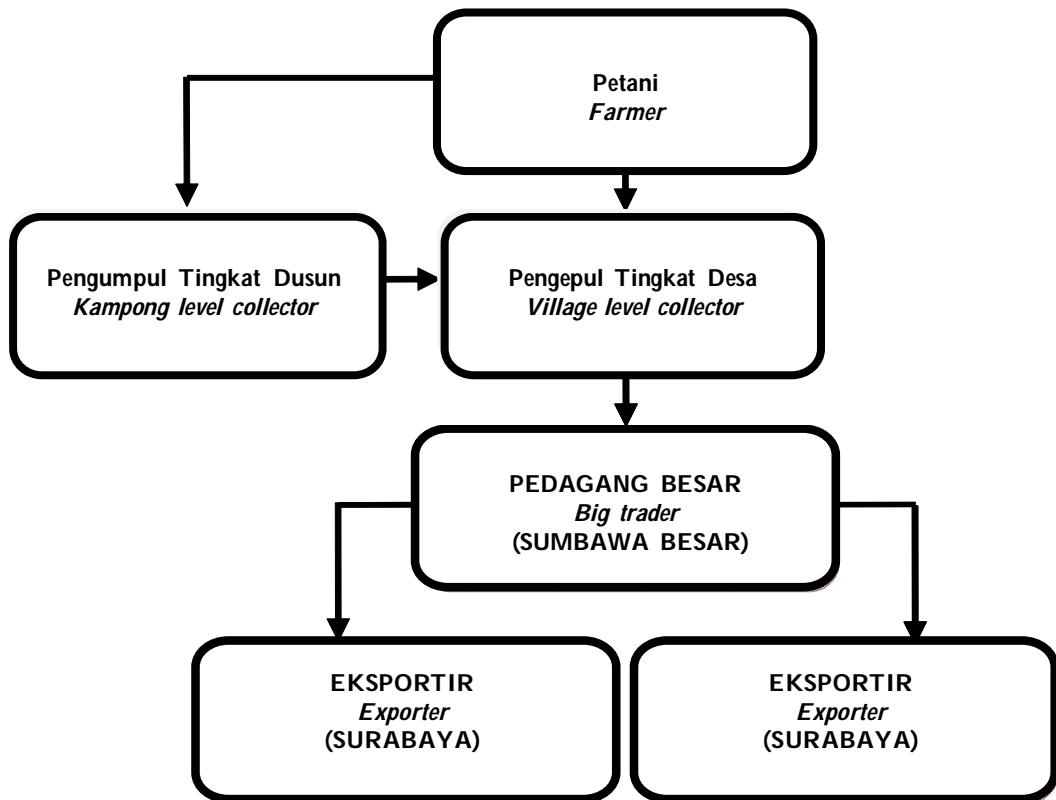 Petani
Farmer
Pengumpul Tingkat Dusun
Kampong level collector
Pengepul Tingkat Desa
Village level collector
PEDAGANG BESAR
Big trader
(SUMBAWA BESAR)
EKSPORTIR
Exporter
(SURABAYA)
EKSPORTIR
Exporter
(SURABAYA)